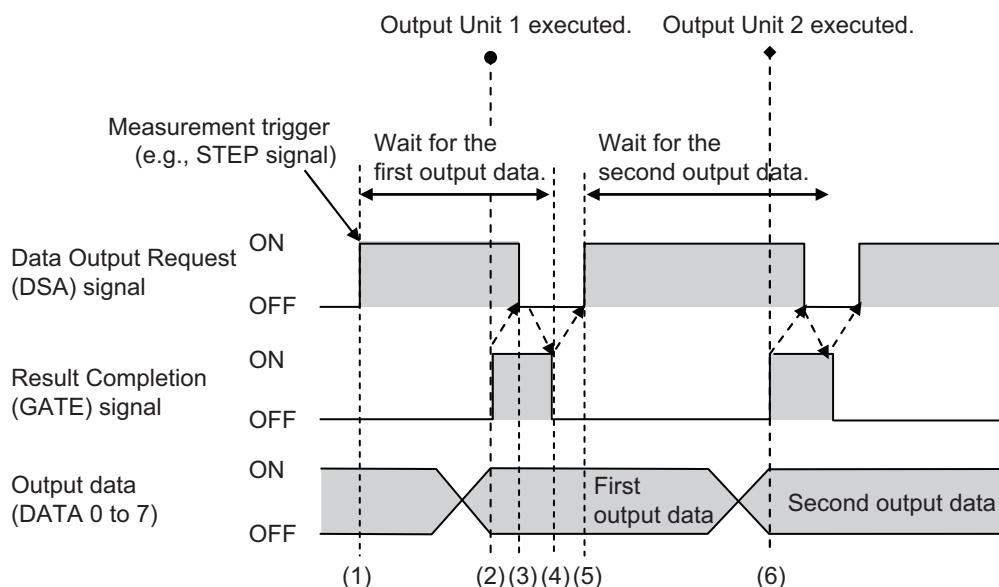 Output Unit 1 executed.
Output Unit 2 executed.
Measurement trigger
(e.g., STEP signal)
Wait for the
first output data.
Wait for the
second output data.
Data Output Request
(DSA) signal
ON
OFF
Result Completion
(GATE) signal
ON
OFF
Output data
(DATA 0 to 7)
ON
OFF
First
output data
Second output data
(1)
(2)
(3)
(4)
(5)
(6)